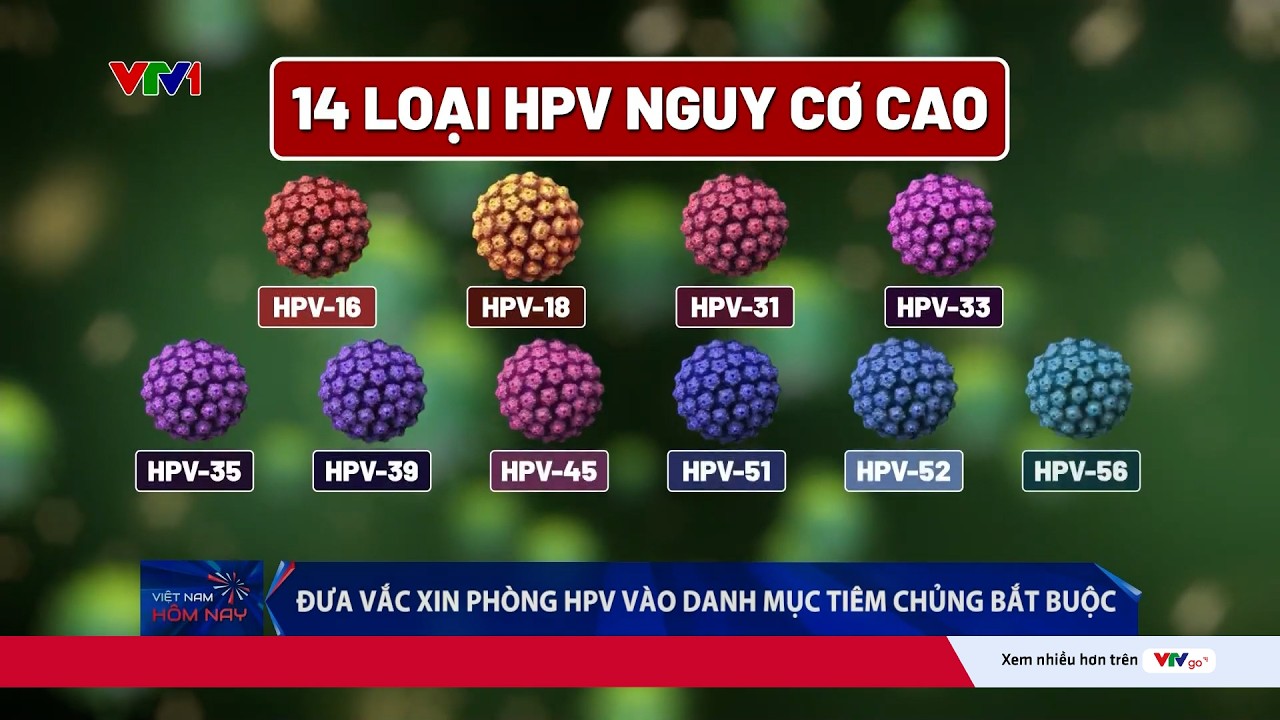 VTV1
14 LOẠI HPV NGUY CƠ CAO
HPV-16
HPV-18
HPV-31
HPV-33
HPV-35
HPV-39
HPV-45
HPV-51
HPV-52
HPV-56
VIỆT NAM
HÔM NAY
ĐƯA VẮC XIN PHÒNG HPV VÀO DANH MỤC TIÊM CHỦNG BẮT BUỘC
Xem nhiều hơn trên VTV go